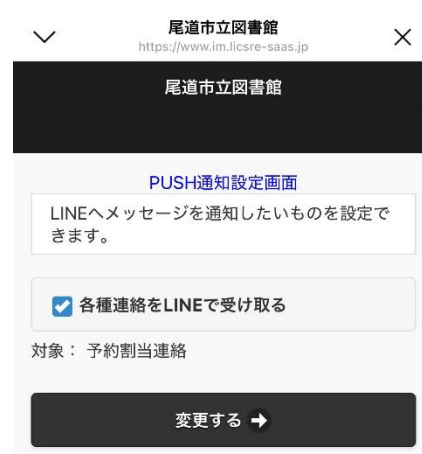 尾道市立図書館
https://www.im.licsre-saas.jp
尾道市立図書館
PUSH通知設定画面
LINEへメッセージを通知したいものを設定で
きます。
各種連絡をLINEで受け取る
対象： 予約割当連絡
変更する